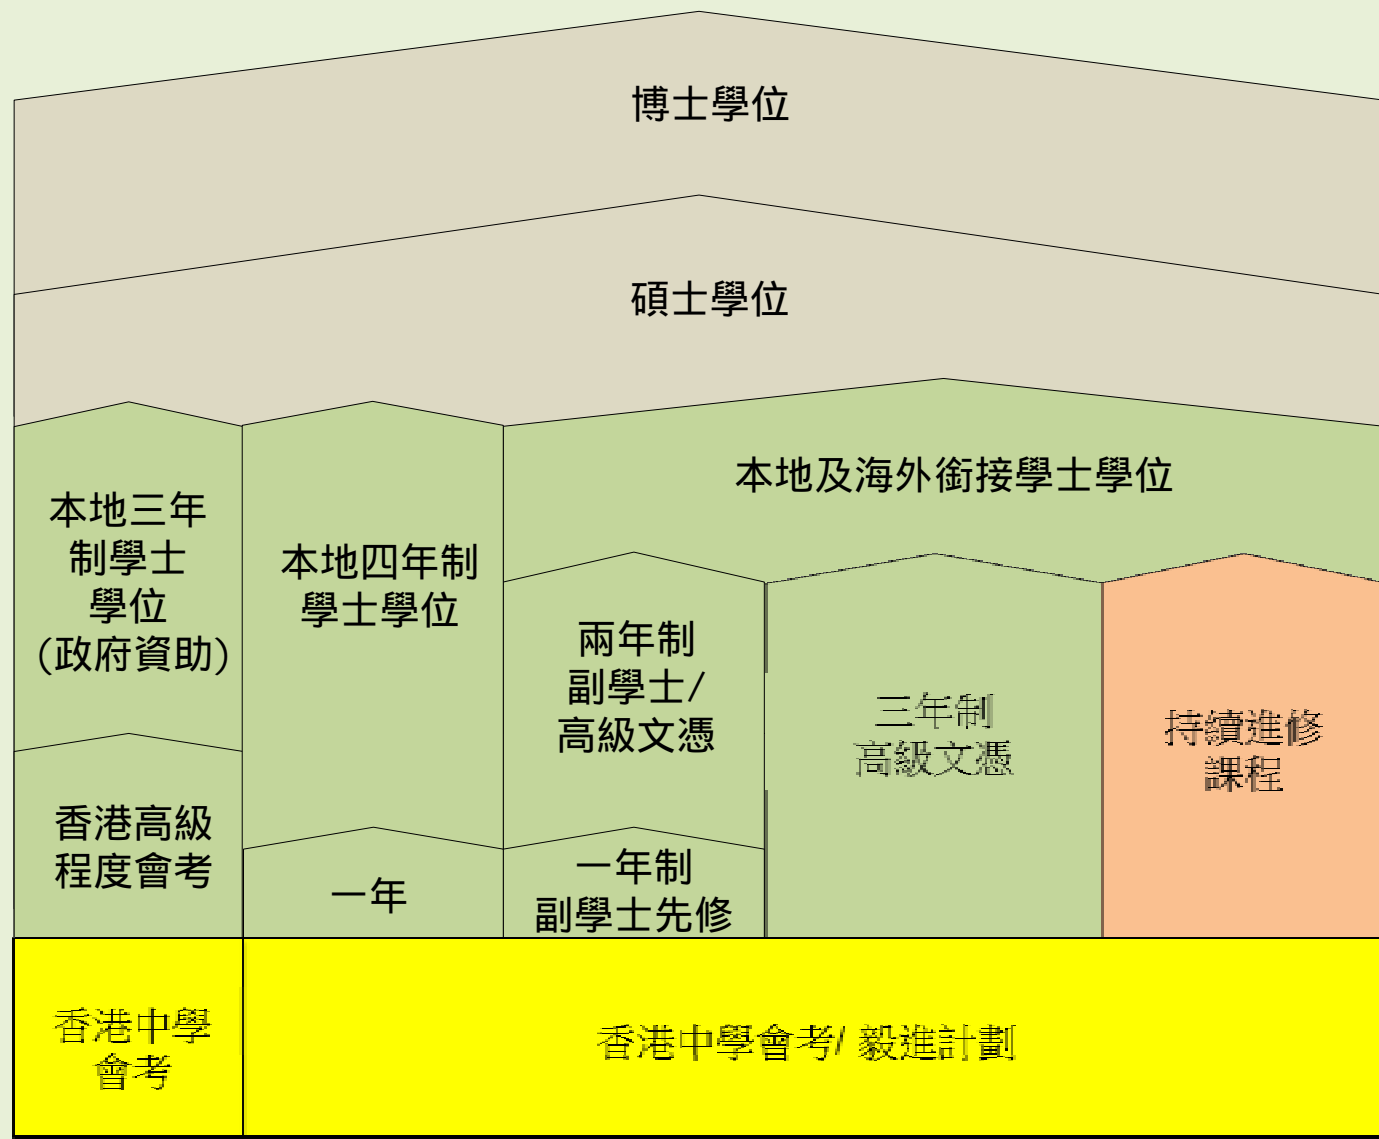 博士學位
碩士學位
本地及海外銜接學士學位
本地三年
制學士
學位
(政府資助)
本地四年制
學士學位
兩年制
副學士/
高級文憑
三年制
高級文憑
持續進修
課程
香港高級
程度會考
一年
一年制
副學士先修
香港中學
會考
香港中學會考/ 毅進計劃